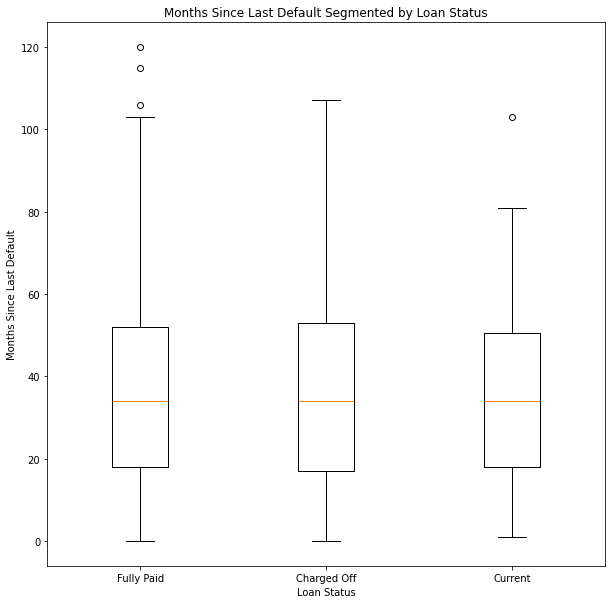 Months Since Last Default Segmented by Loan Status
Months Since Last Default
120
100
80
60
40
20
0
Fully Paid
Charged Off
Current
Loan Status